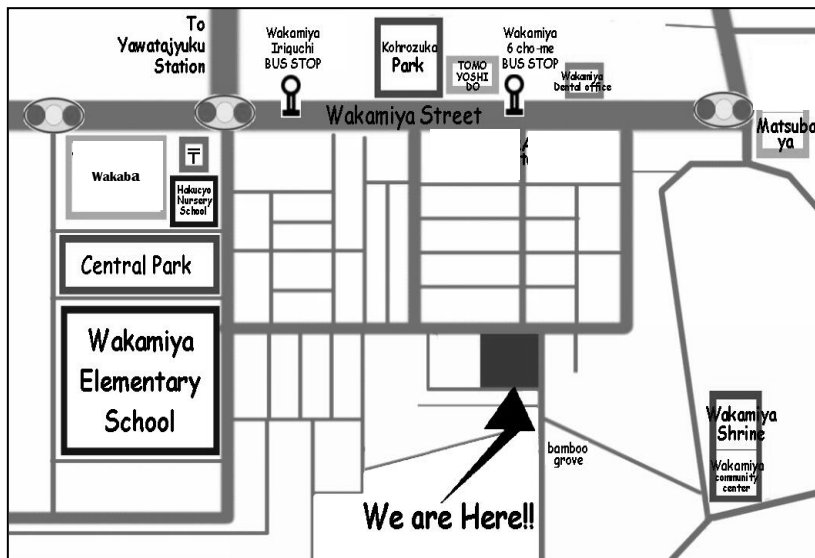 To
Yawatajyuku
Station
Wakamiya
Iriguchi
BUS STOP
Kohrozuka
Park
TOMO
YOSHI
DO
Wakamiya
6 cho-me
BUS STOP
Wakamiya
Dental office
Wakamiya Street
Matsuba
ya
Wakaba
〒
Hakucyo
Nursery
School
Central Park
Wakamiya
Elementary
School
Wakamiya
Shrine
Wakamiya
community
center
bamboo
grove
We are Here!!